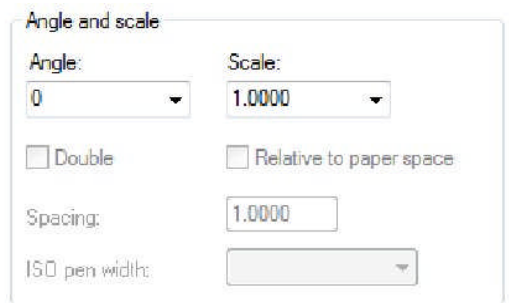 Angle and scale
Angle: Scale:
0 1.0000
Double Relative to paper space
Spacing: 1.0000
ISO pen width: